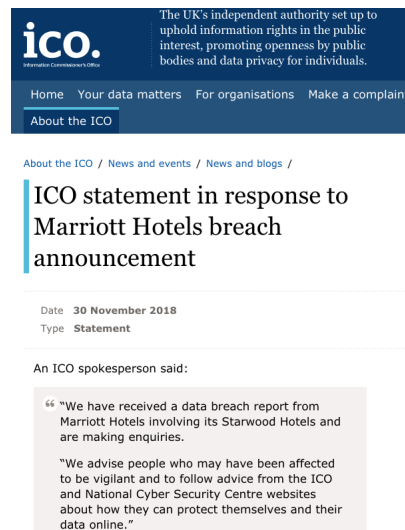 ico.
Information Commissioner's Office
The UK's independent authority set up to
uphold information rights in the public
interest, promoting openness by public
bodies and data privacy for individuals.
Home Your data matters For organisations Make a complain
About the ICO
About the ICO / News and events / News and blogs /
ICO statement in response to
Marriott Hotels breach
announcement
Date 30 November 2018
Type Statement
An ICO spokesperson said:
“We have received a data breach report from
Marriott Hotels involving its Starwood Hotels and
are making enquiries.
“We advise people who may have been affected
to be vigilant and to follow advice from the ICO
and National Cyber Security Centre websites
about how they can protect themselves and their
data online.”